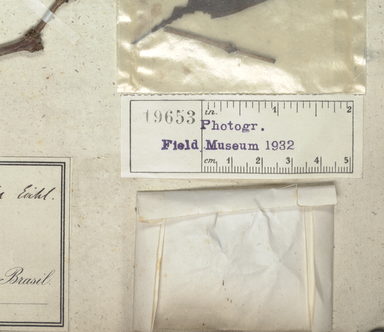 19653 in. 1 2
Photogr.
Field Museum 1932
cm. 1 2 3 4 5
Eichl.
Brasil.